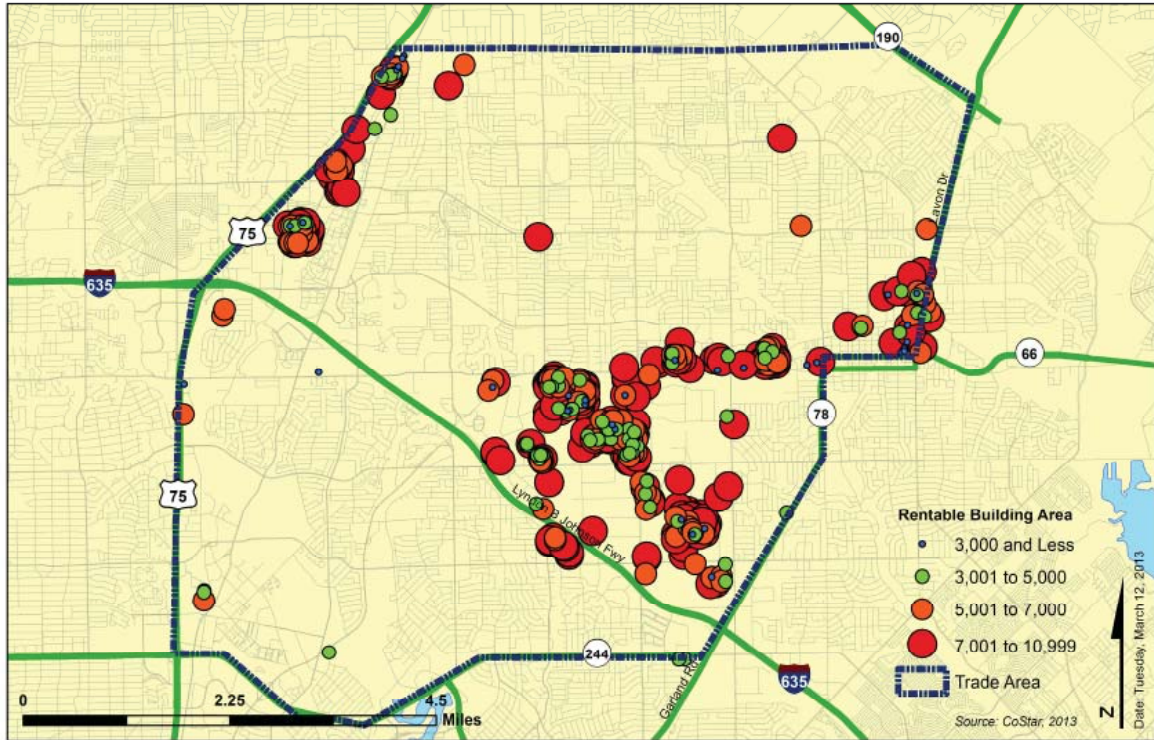 190
Lavon Dr
75
635
66
78
75
Lyndon B Johnson Fwy
Rentable Building Area
3,000 and Less
3,001 to 5,000
5,001 to 7,000
7,001 to 10,999
Trade Area
Source: CoStar, 2013
244
635
Garland Rd
0 2.25 4.5
Miles
N
Date: Tuesday, March 12, 2013